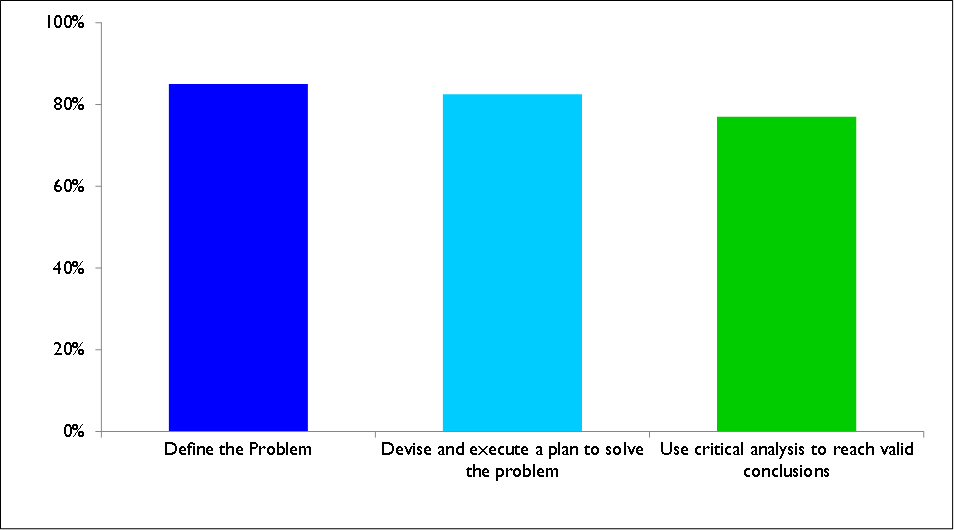 100%
80%
60%
40%
20%
0%
Define the Problem
Devise and execute a plan to solve
the problem
Use critical analysis to reach valid
conclusions